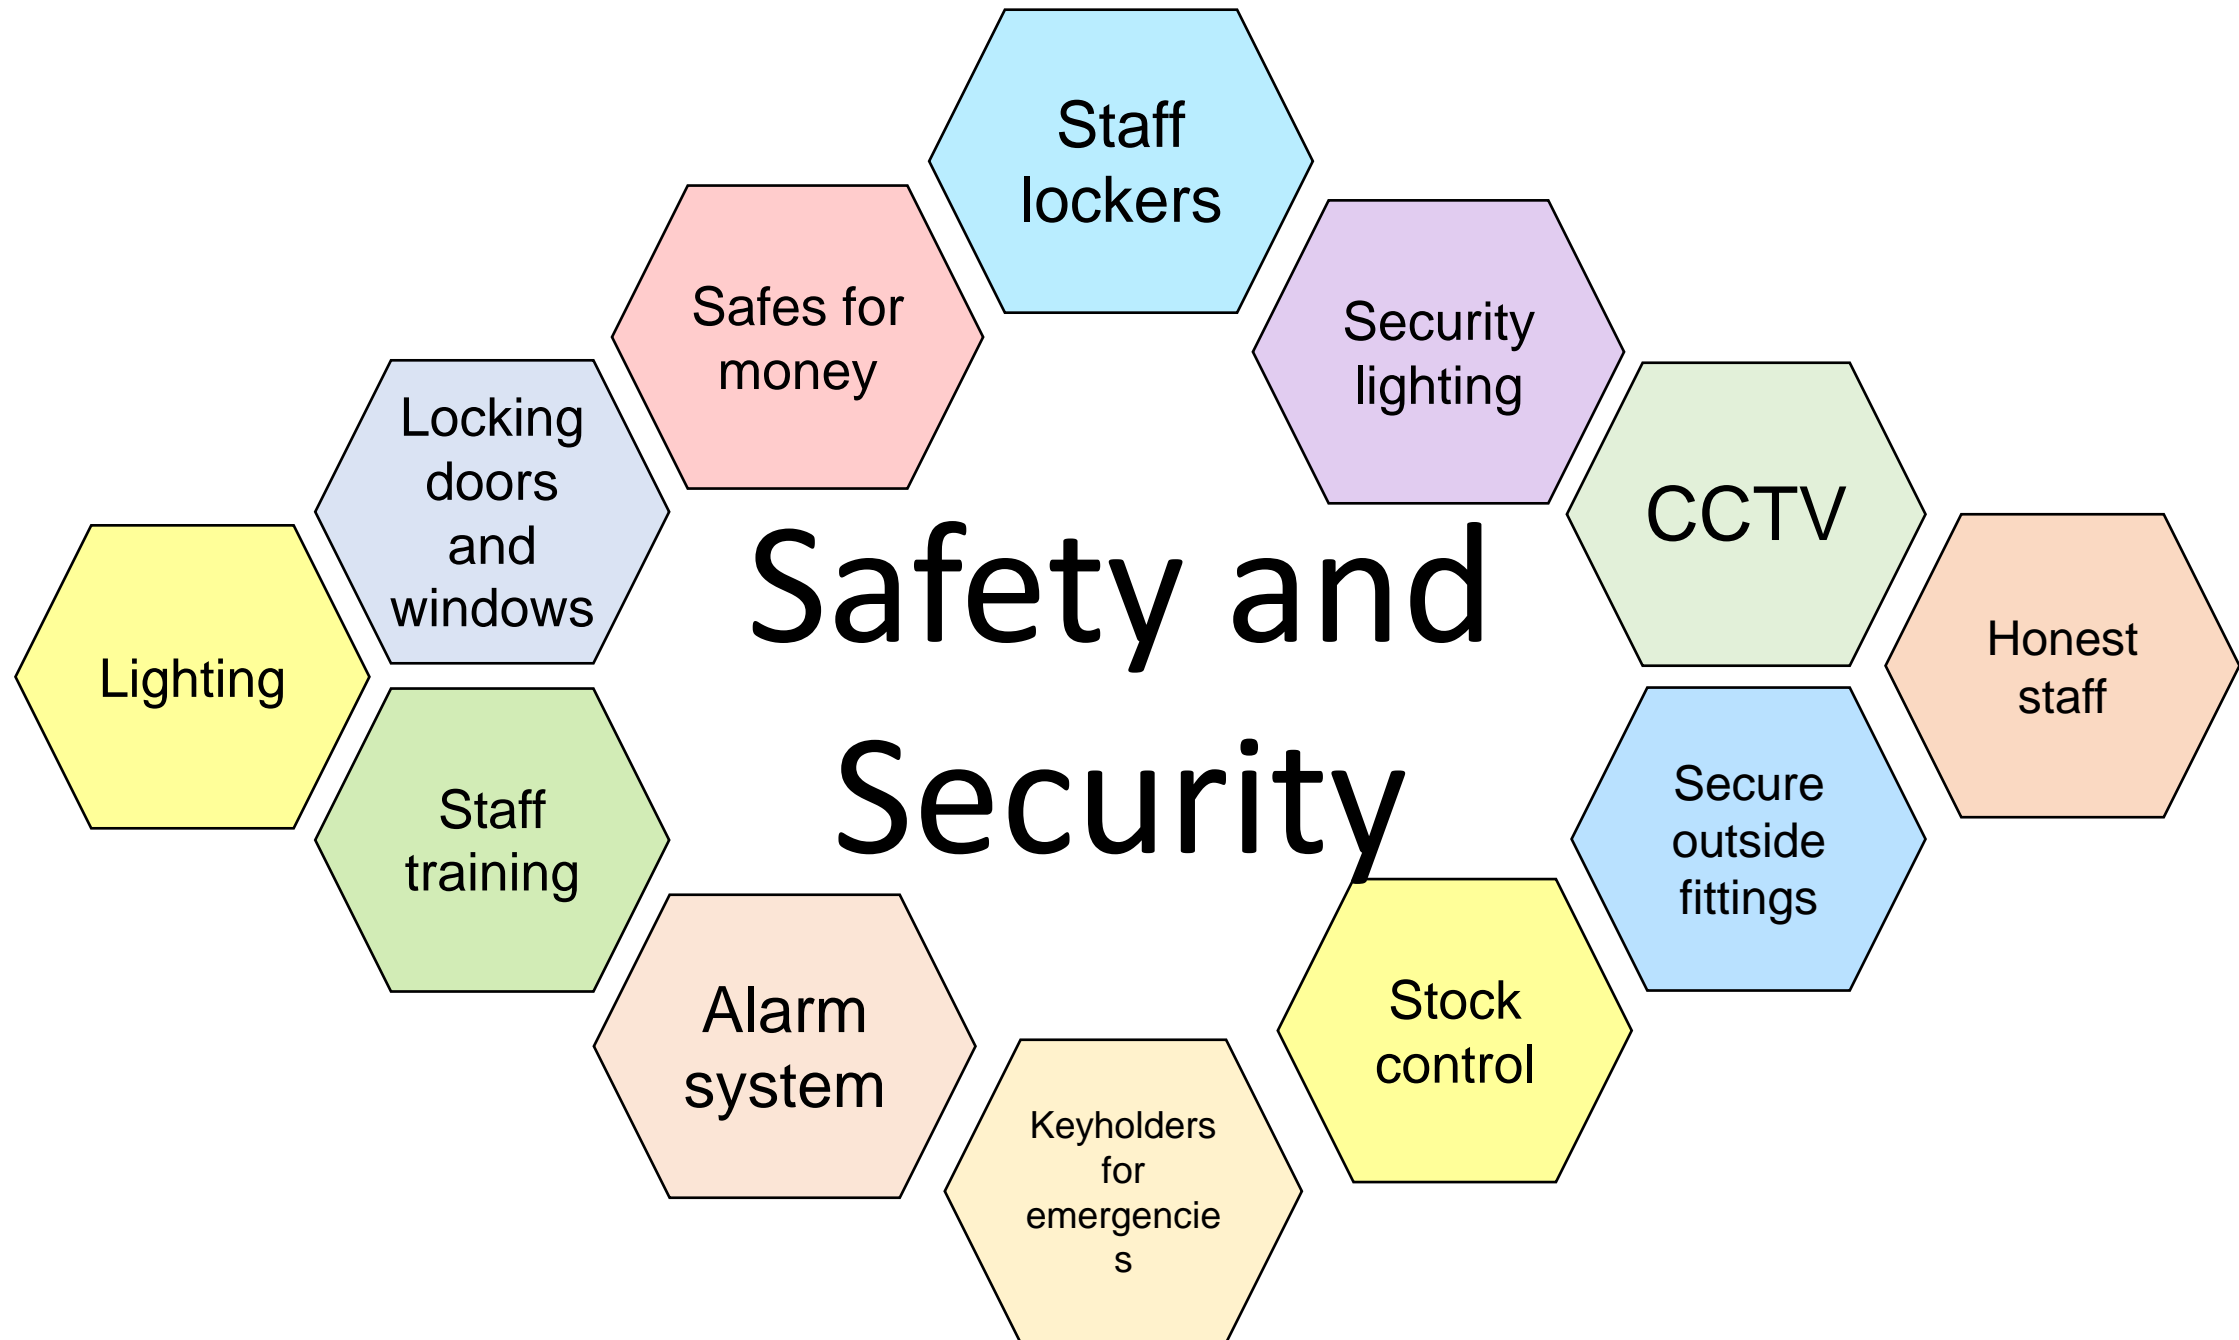 Staff
lockers
Safes for
money
Security
lighting
Locking
doors
and
windows
CCTV
Lighting
Honest
staff
Safety and
Security
Staff
training
Secure
outside
fittings
Alarm
system
Stock
control
Keyholders
for
emergencie
s